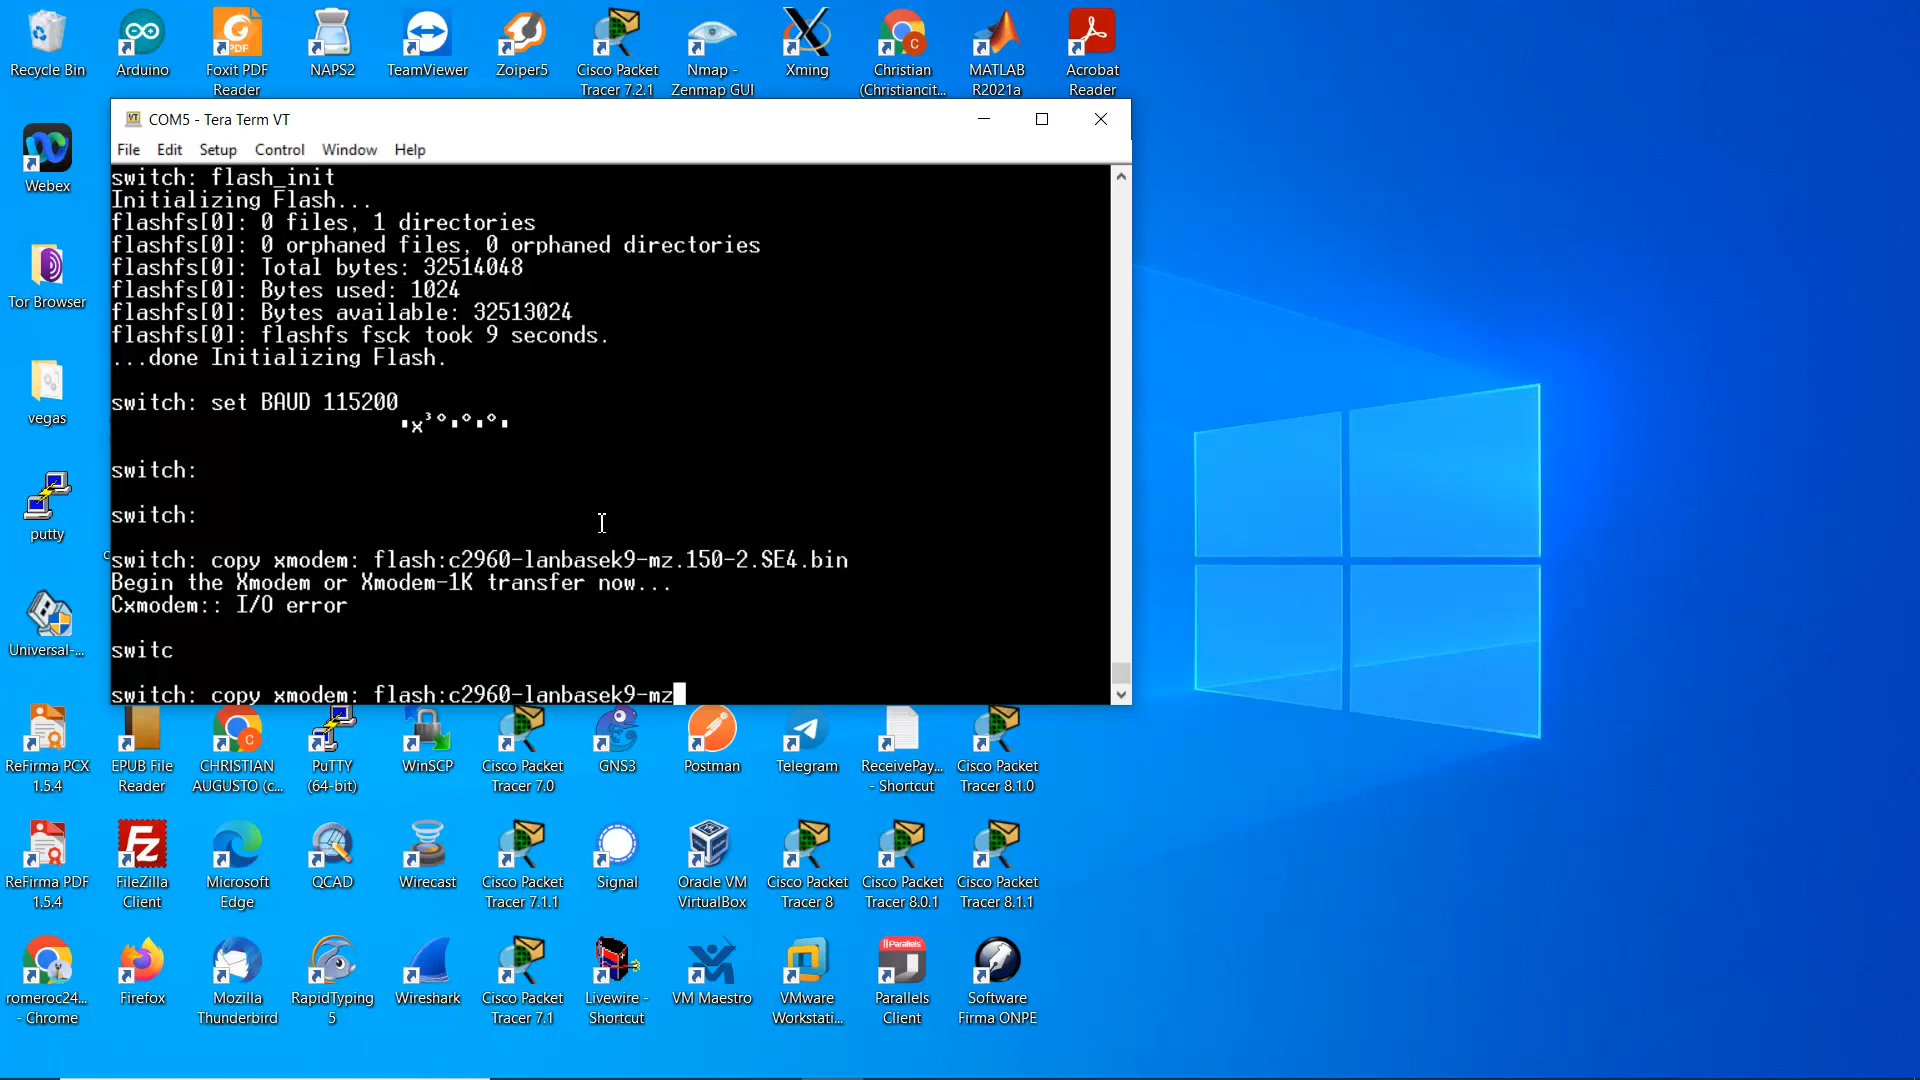 Recycle Bin
Arduino
Foxit PDF
Reader
NAPS2
TeamViewer
Zoiper5
Cisco Packet
Tracer 7.2.1
Nmap -
Zenmap GUI
Xming
Christian
(Christiancit...
MATLAB
R2021a
Acrobat
Reader
Webex
Tor Browser
vegas
putty
Universal-...
COM5 - Tera Term VT
File Edit Setup Control Window Help
switch: flash_init
Initializing Flash...
flashfs[0]: 0 files, 1 directories
flashfs[0]: 0 orphaned files, 0 orphaned directories
flashfs[0]: Total bytes: 32514048
flashfs[0]: Bytes used: 1024
flashfs[0]: Bytes available: 32513024
flashfs[0]: flashfs fsck took 9 seconds.
...done Initializing Flash.
switch: set BAUD 115200
switch:
switch:
switch: copy xmodem: flash:c2960-lanbasek9-mz.150-2.SE4.bin
Begin the Xmodem or Xmodem-1K transfer now...
Cxmodem:: I/O error
switc
switch: copy xmodem: flash:c2960-lanbasek9-mz
ReFirma PCX
1.5.4
EPUB File
Reader
CHRISTIAN
AUGUSTO (c...
PuTTY
(64-bit)
WinSCP
Cisco Packet
Tracer 7.0
GNS3
Postman
Telegram
ReceivePay...
- Shortcut
Cisco Packet
Tracer 8.1.0
ReFirma PDF
1.5.4
FileZilla
Client
Microsoft
Edge
QCAD
Wirecast
Cisco Packet
Tracer 7.1.1
Signal
Oracle VM
VirtualBox
Cisco Packet
Tracer 8
Cisco Packet
Tracer 8.0.1
Cisco Packet
Tracer 8.1.1
romeroc24...
- Chrome
Firefox
Mozilla
Thunderbird
RapidTyping
5
Wireshark
Cisco Packet
Tracer 7.1
Livewire -
Shortcut
VM Maestro
VMware
Workstati...
Parallels
Client
Software
Firma ONPE